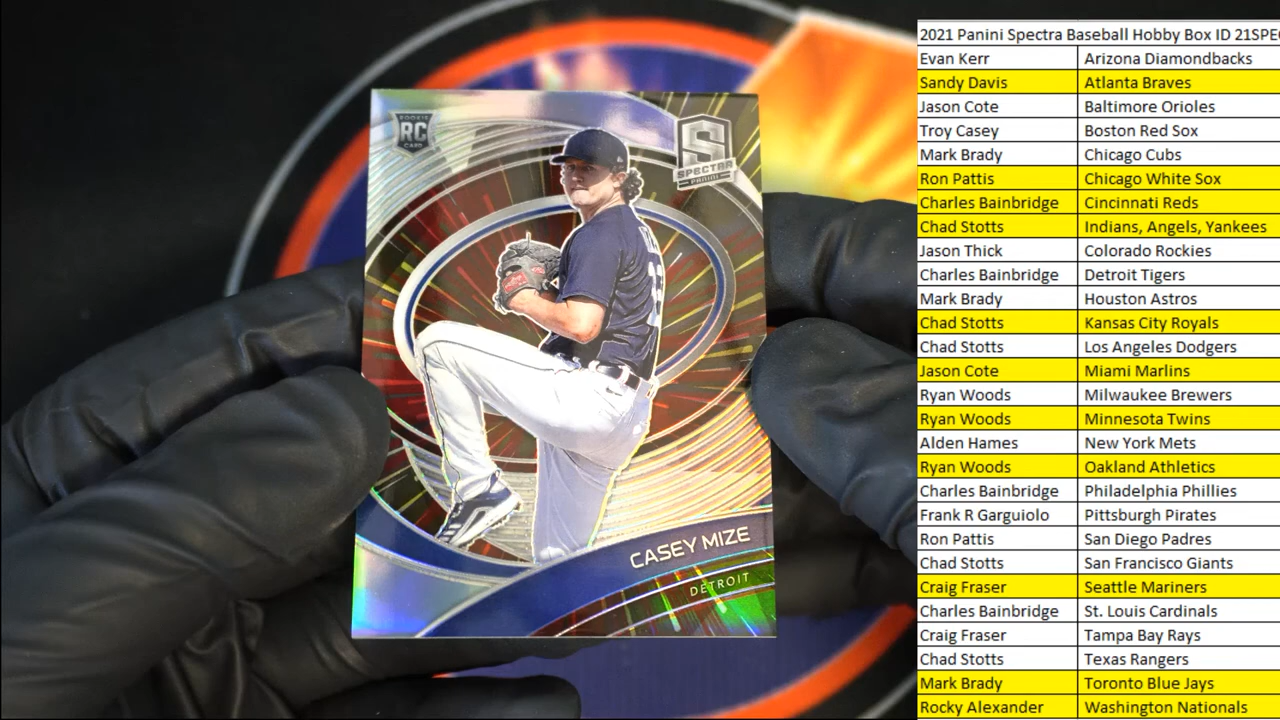 ROOKIE
RC
CARD
S
SPECTRA
PANINI
CASEY MIZE
DETROIT
2021 Panini Spectra Baseball Hobby Box ID 21SPEC
Evan Kerr Arizona Diamondbacks
Sandy Davis Atlanta Braves
Jason Cote Baltimore Orioles
Troy Casey Boston Red Sox
Mark Brady Chicago Cubs
Ron Pattis Chicago White Sox
Charles Bainbridge Cincinnati Reds
Chad Stotts Indians, Angels, Yankees
Jason Thick Colorado Rockies
Charles Bainbridge Detroit Tigers
Mark Brady Houston Astros
Chad Stotts Kansas City Royals
Chad Stotts Los Angeles Dodgers
Jason Cote Miami Marlins
Ryan Woods Milwaukee Brewers
Ryan Woods Minnesota Twins
Alden Hames New York Mets
Ryan Woods Oakland Athletics
Charles Bainbridge Philadelphia Phillies
Frank R Garguiolo Pittsburgh Pirates
Ron Pattis San Diego Padres
Chad Stotts San Francisco Giants
Craig Fraser Seattle Mariners
Charles Bainbridge St. Louis Cardinals
Craig Fraser Tampa Bay Rays
Chad Stotts Texas Rangers
Mark Brady Toronto Blue Jays
Rocky Alexander Washington Nationals